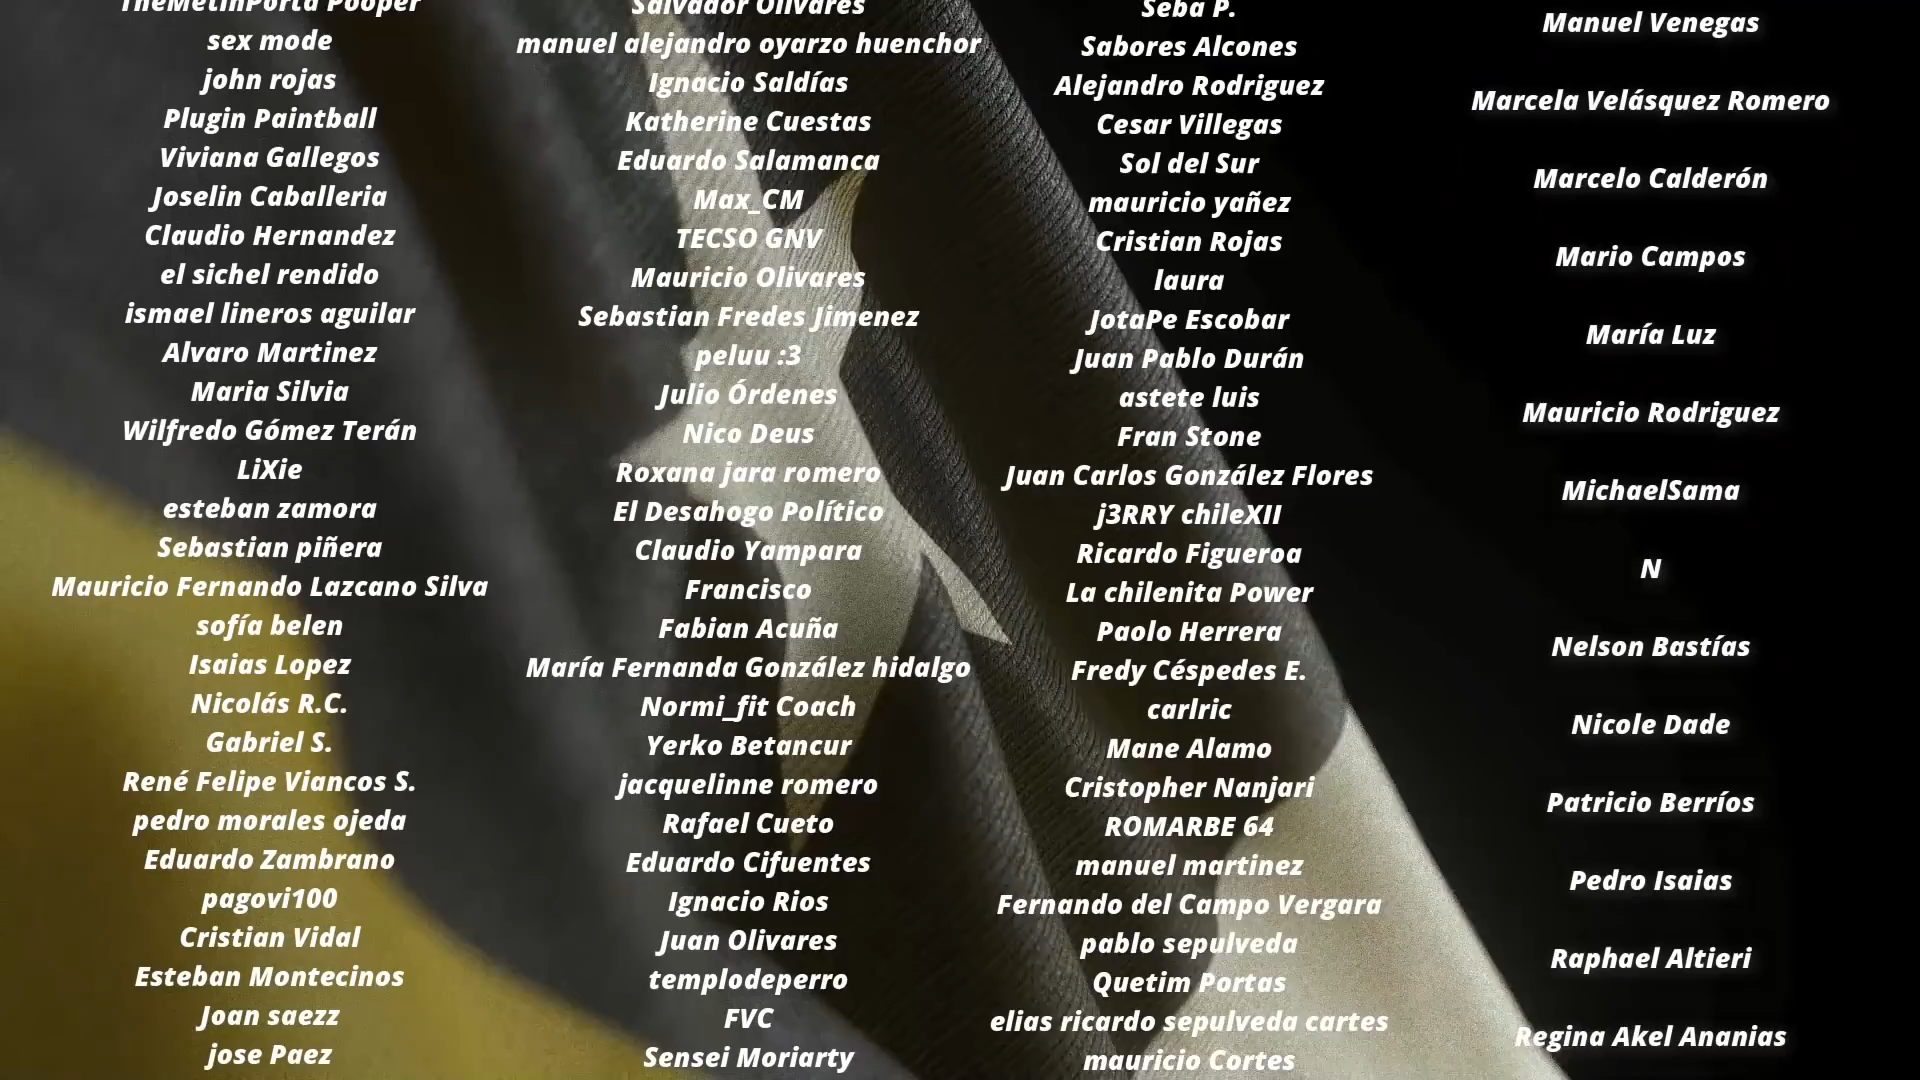 TheMetinPorta Pooper
sex mode
john rojas
Plugin Paintball
Viviana Gallegos
Joselin Caballeria
Claudio Hernandez
el sichel rendido
ismael lineros aguilar
Alvaro Martinez
Maria Silvia
Wilfredo Gómez Terán
LiXie
esteban zamora
Sebastian piñera
Mauricio Fernando Lazcano Silva
sofía belen
Isaias Lopez
Nicolás R.C.
Gabriel S.
René Felipe Viancos S.
pedro morales ojeda
Eduardo Zambrano
pagovi100
Cristian Vidal
Esteban Montecinos
Joan saezz
jose Paez
Salvador Olivares
manuel alejandro oyarzo huenchor
Ignacio Saldías
Katherine Cuestas
Eduardo Salamanca
Max_CM
TECSO GNV
Mauricio Olivares
Sebastian Fredes Jimenez
peluu :3
Julio Órdenes
Nico Deus
Roxana jara romero
El Desahogo Político
Claudio Yampara
Francisco
Fabian Acuña
María Fernanda González hidalgo
Normi_fit Coach
Yerko Betancur
jacquelinne romero
Rafael Cueto
Eduardo Cifuentes
Ignacio Rios
Juan Olivares
templodeperro
FVC
Sensei Moriarty
Seba P.
Sabores Alcones
Alejandro Rodriguez
Cesar Villegas
Sol del Sur
mauricio yañez
Cristian Rojas
laura
JotaPe Escobar
Juan Pablo Durán
astete luis
Fran Stone
Juan Carlos González Flores
j3RRY chileXII
Ricardo Figueroa
La chilenita Power
Paolo Herrera
Fredy Céspedes E.
carlric
Mane Alamo
Cristopher Nanjari
ROMARBE 64
manuel martinez
Fernando del Campo Vergara
pablo sepulveda
Quetim Portas
elias ricardo sepulveda cartes
mauricio Cortes
Manuel Venegas
Marcela Velásquez Romero
Marcelo Calderón
Mario Campos
María Luz
Mauricio Rodriguez
MichaelSama
N
Nelson Bastías
Nicole Dade
Patricio Berríos
Pedro Isaias
Raphael Altieri
Regina Akel Ananias